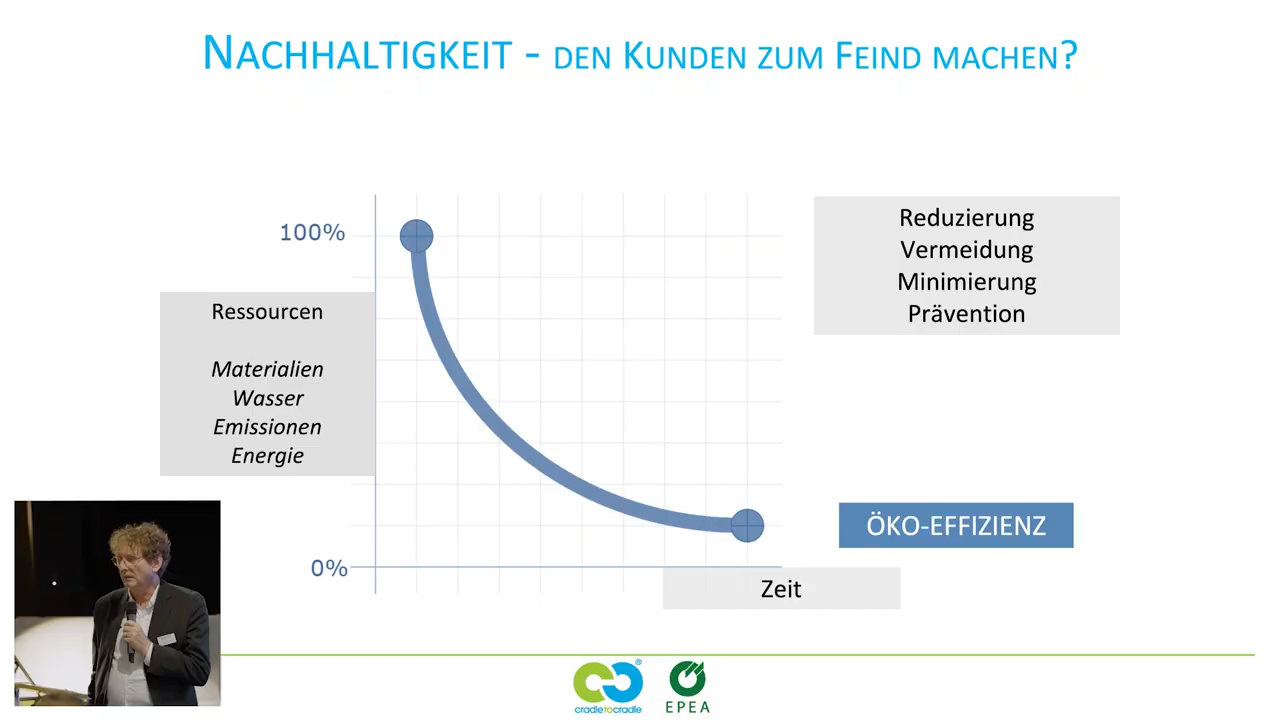 NACHHALTIGKEIT - DEN KUNDEN ZUM FEIND MACHEN?
100%
Ressourcen
Materialien
Wasser
Emissionen
Energie
0%
Zeit
Reduzierung
Vermeidung
Minimierung
Prävention
ÖKO-EFFIZIENZ
cradletocradle
®
EPEA